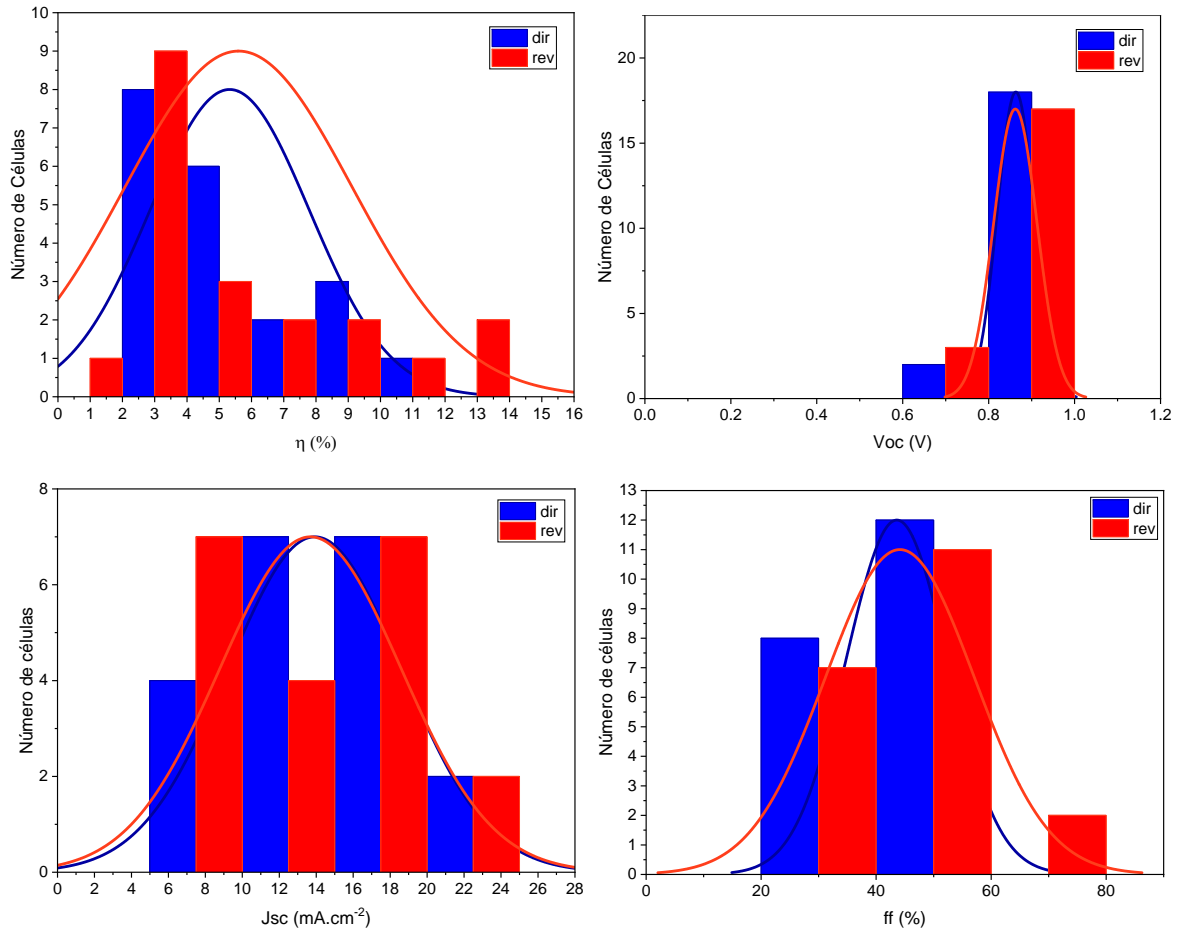 10
9
8
7
6
5
4
3
2
1
0
Número de Células
dir
rev
0 1 2 3 4 5 6 7 8 9 10 11 12 13 14 15 16
η (%)
20
15
10
5
0
Número de Células
dir
rev
0.0 0.2 0.4 0.6 0.8 1.0 1.2
Voc (V)
8
6
4
2
0
Número de células
dir
rev
0 2 4 6 8 10 12 14 16 18 20 22 24 26 28
Jsc (mA.cm-2)
13
12
11
10
9
8
7
6
5
4
3
2
1
0
Número de células
dir
rev
20 40 60 80
ff (%)